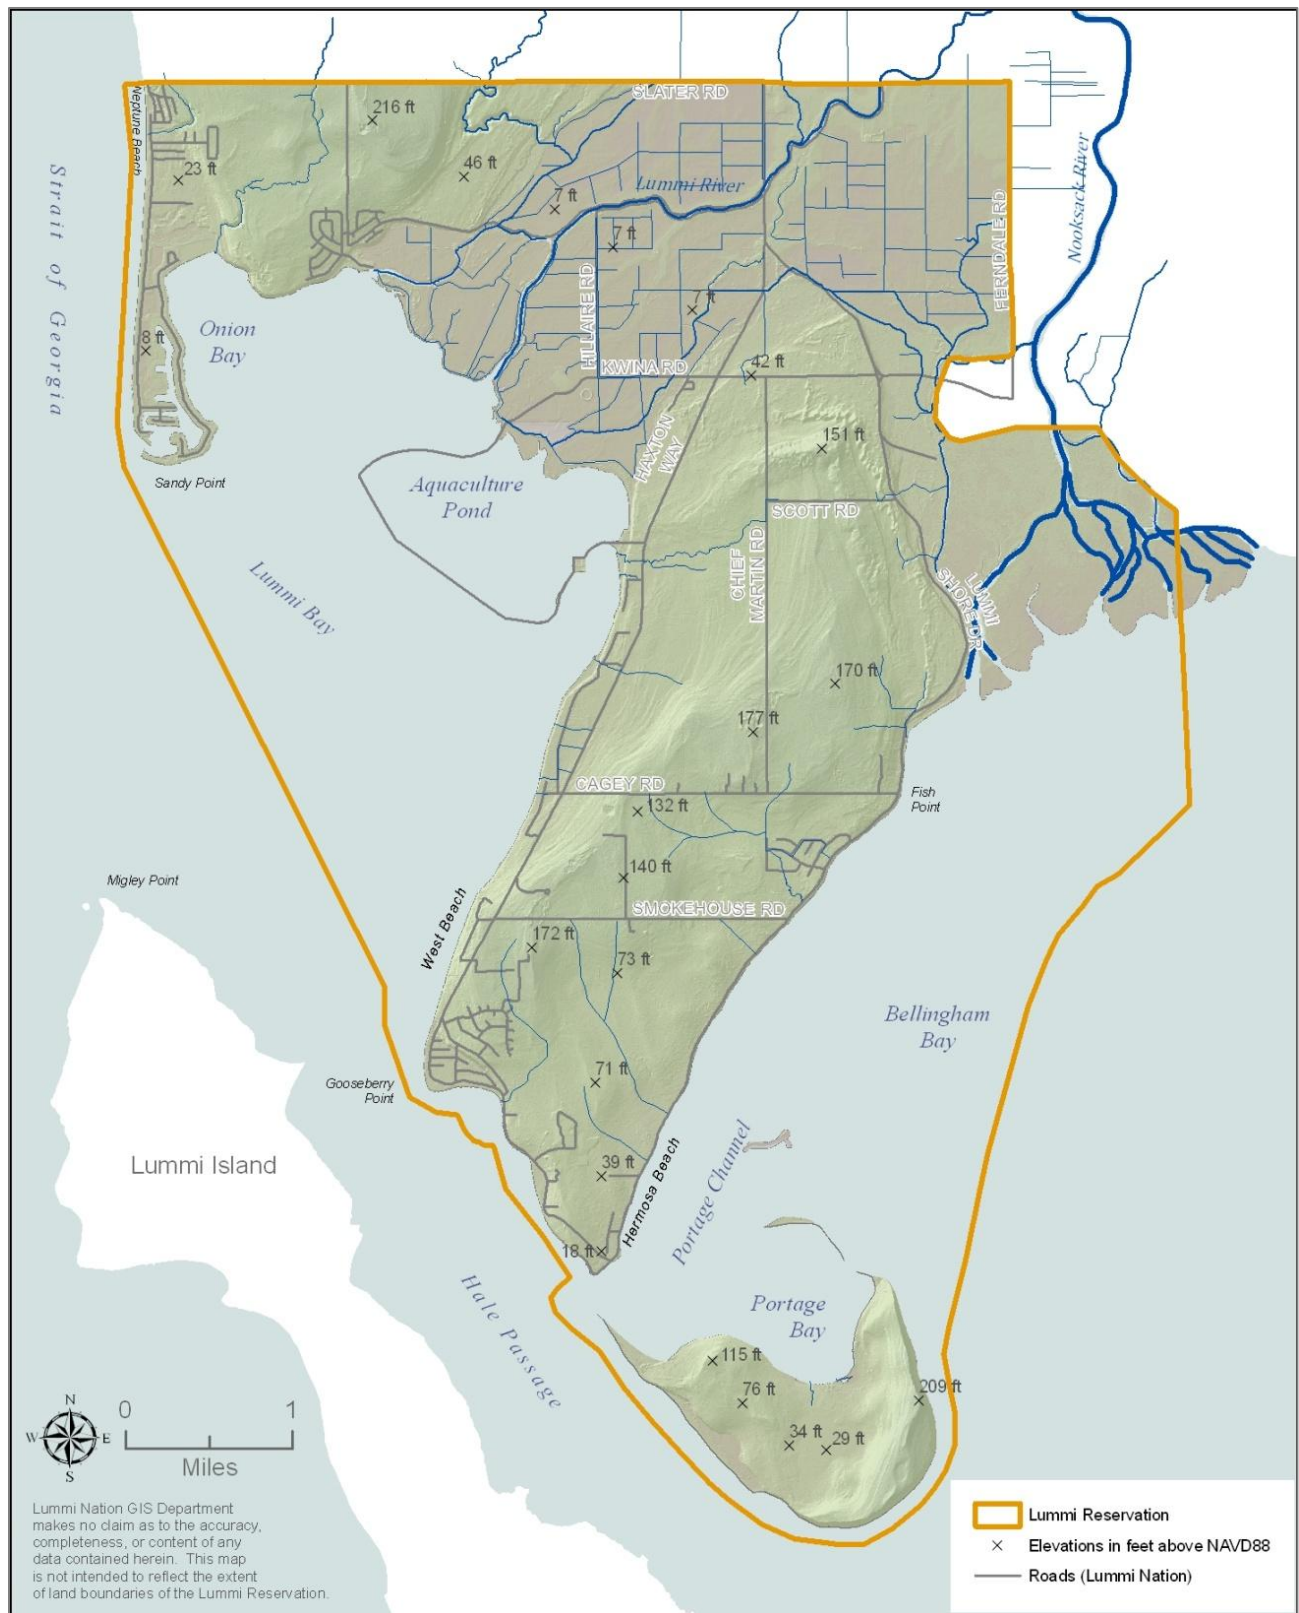 SLATER RD
Neptune Beach
216 ft
46 ft
23 ft
7 ft
Lummi River
7 ft
7 ft
Strait of Georgia
HILLAIRE RD
FERNDALE RD
Nooksack River
Onion
Bay
8 ft
KWINA RD
42 ft
HAXTON
WAY
151 ft
Sandy Point
Aquaculture
Pond
SCOTT RD
CHIEF
MARTIN RD
LUMMI
SHORE DR
Lummi Bay
170 ft
177 ft
CAGEY RD
132 ft
Fish
Point
140 ft
Migley Point
SMOKEHOUSE RD
West Beach
172 ft
73 ft
Bellingham
Bay
71 ft
Gooseberry
Point
Lummi Island
39 ft
Hermosa Beach
Portage Channel
18 ft
Hale Passage
Portage
Bay
115 ft
76 ft
209 ft
34 ft
29 ft
N
W
E
S
0
1
Miles
Lummi Nation GIS Department
makes no claim as to the accuracy,
completeness, or content of any
data contained herein. This map
is not intended to reflect the extent
of land boundaries of the Lummi Reservation.
Lummi Reservation
Elevations in feet above NAVD88
Roads (Lummi Nation)